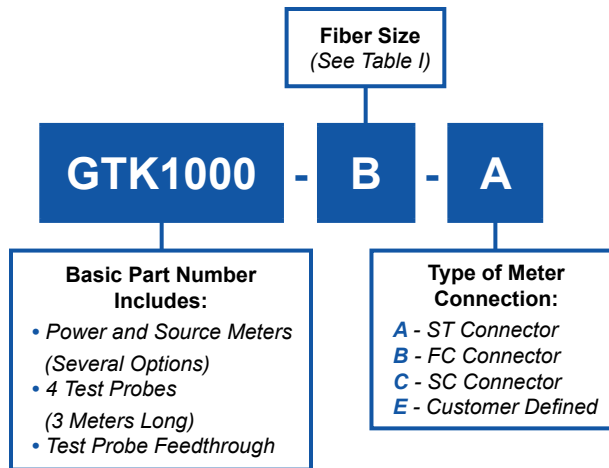 Fiber Size
(See Table I)
GTK1000 - B - A
Basic Part Number
Includes:
• Power and Source Meters
(Several Options)
• 4 Test Probes
(3 Meters Long)
• Test Probe Feedthrough
Type of Meter
Connection:
A - ST Connector
B - FC Connector
C - SC Connector
E - Customer Defined